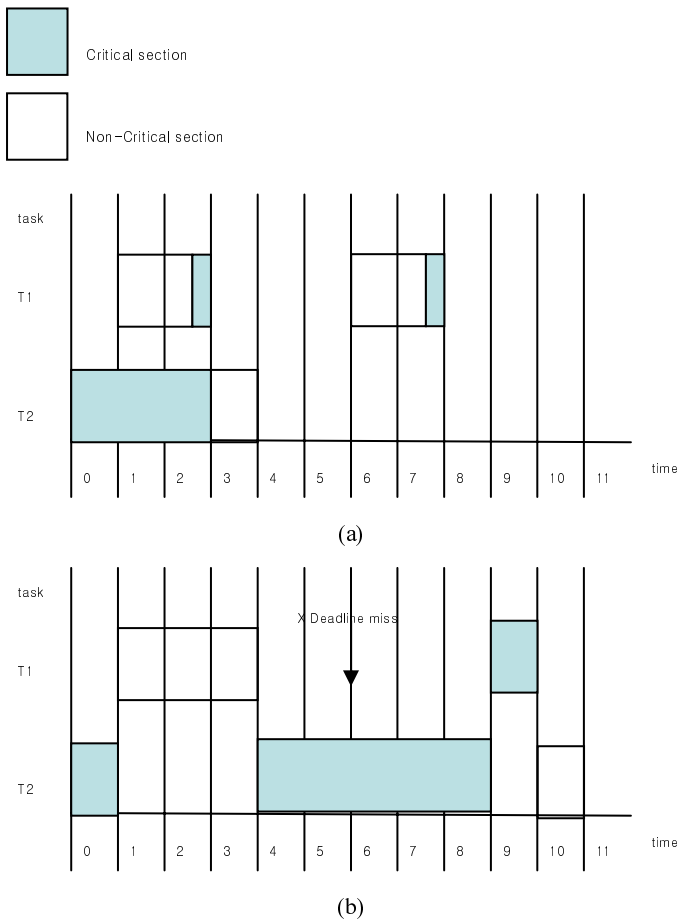 Critical section
Non-Critical section
task
T1
T2
0 1 2 3 4 5 6 7 8 9 10 11
time
(a)
task
X Deadline miss
T1
T2
0 1 2 3 4 5 6 7 8 9 10 11
time
(b)